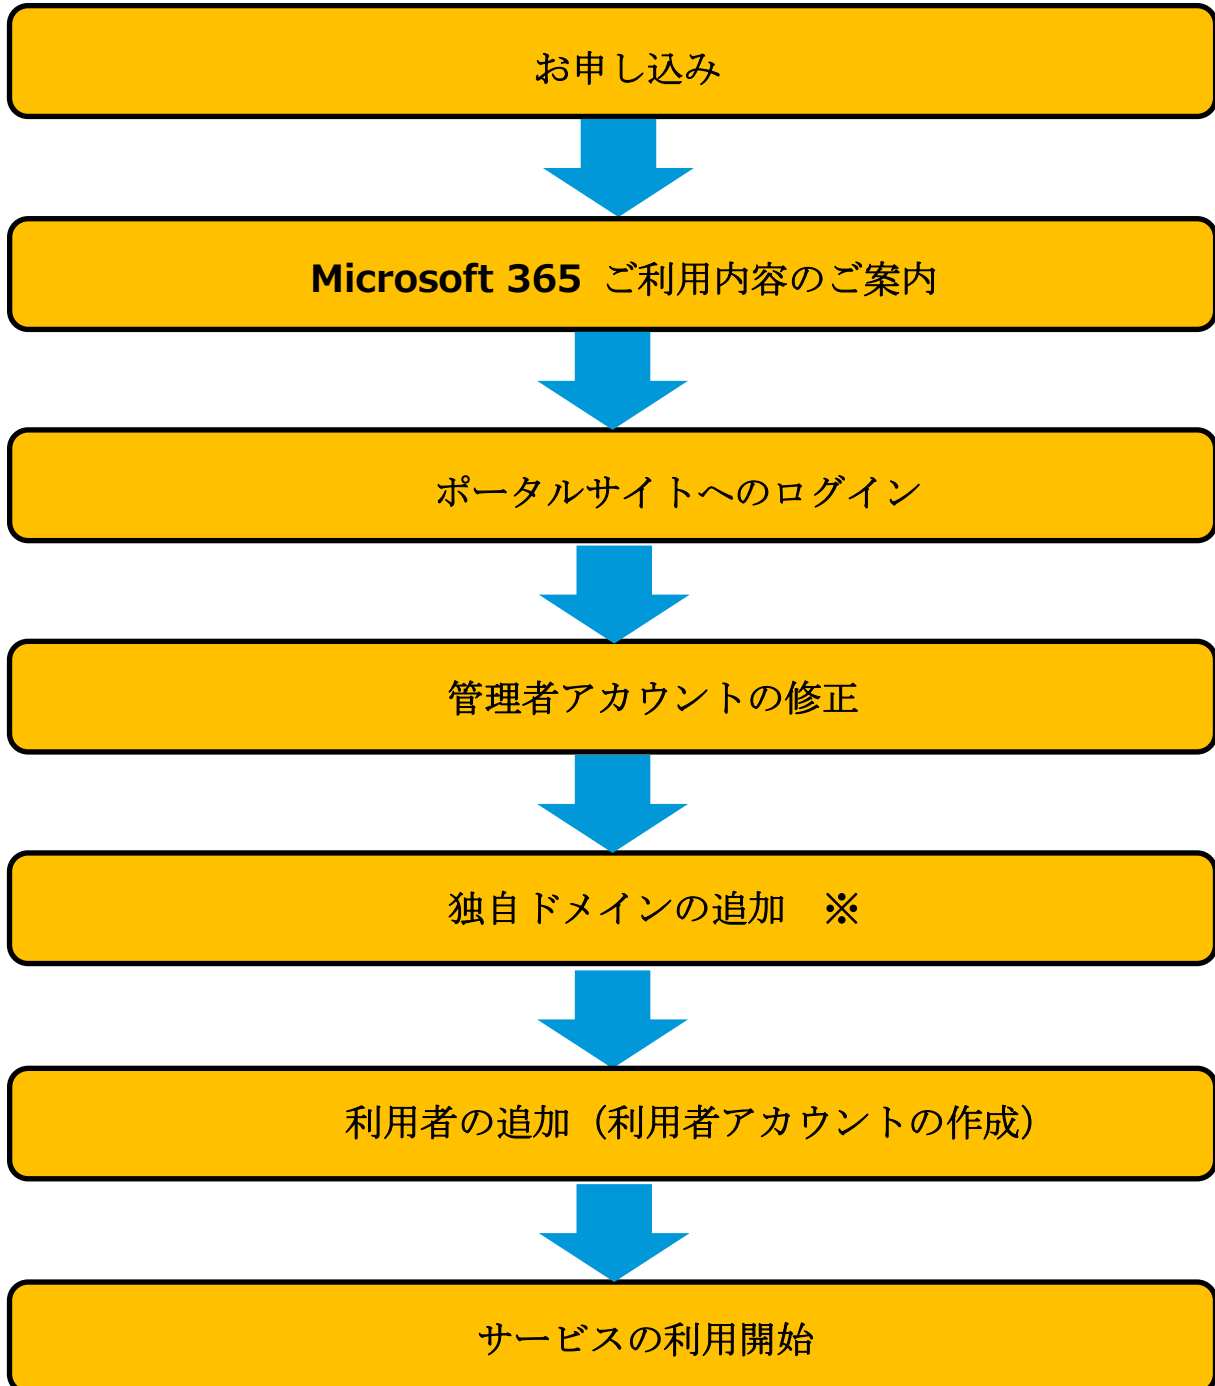 お申し込み
Microsoft 365 ご利用内容のご案内
ポータルサイトへのログイン
管理者アカウントの修正
独自ドメインの追加　※
利用者の追加（利用者アカウントの作成）
サービスの利用開始